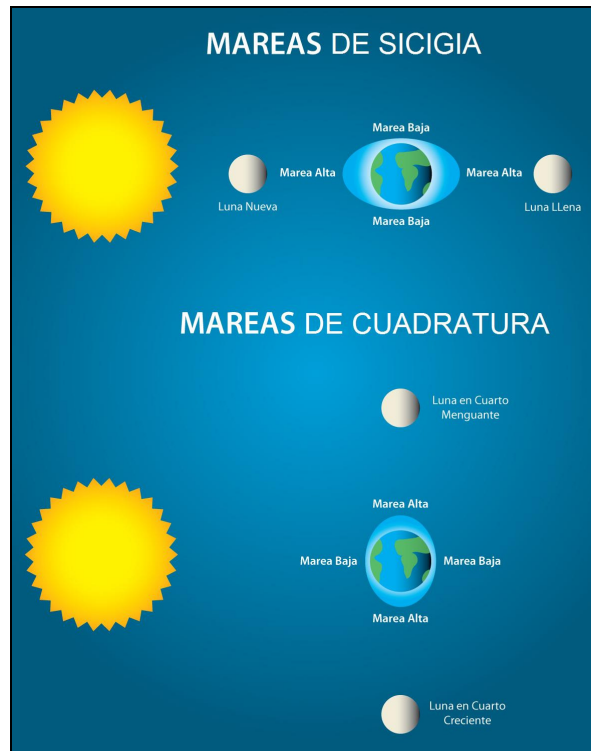 MAREAS DE SICIGIA
Marea Baja
Marea Alta
Marea Alta
Luna Nueva
Luna LLena
Marea Baja
MAREAS DE CUADRATURA
Luna en Cuarto
Menguante
Marea Alta
Marea Baja
Marea Baja
Marea Alta
Luna en Cuarto
Creciente